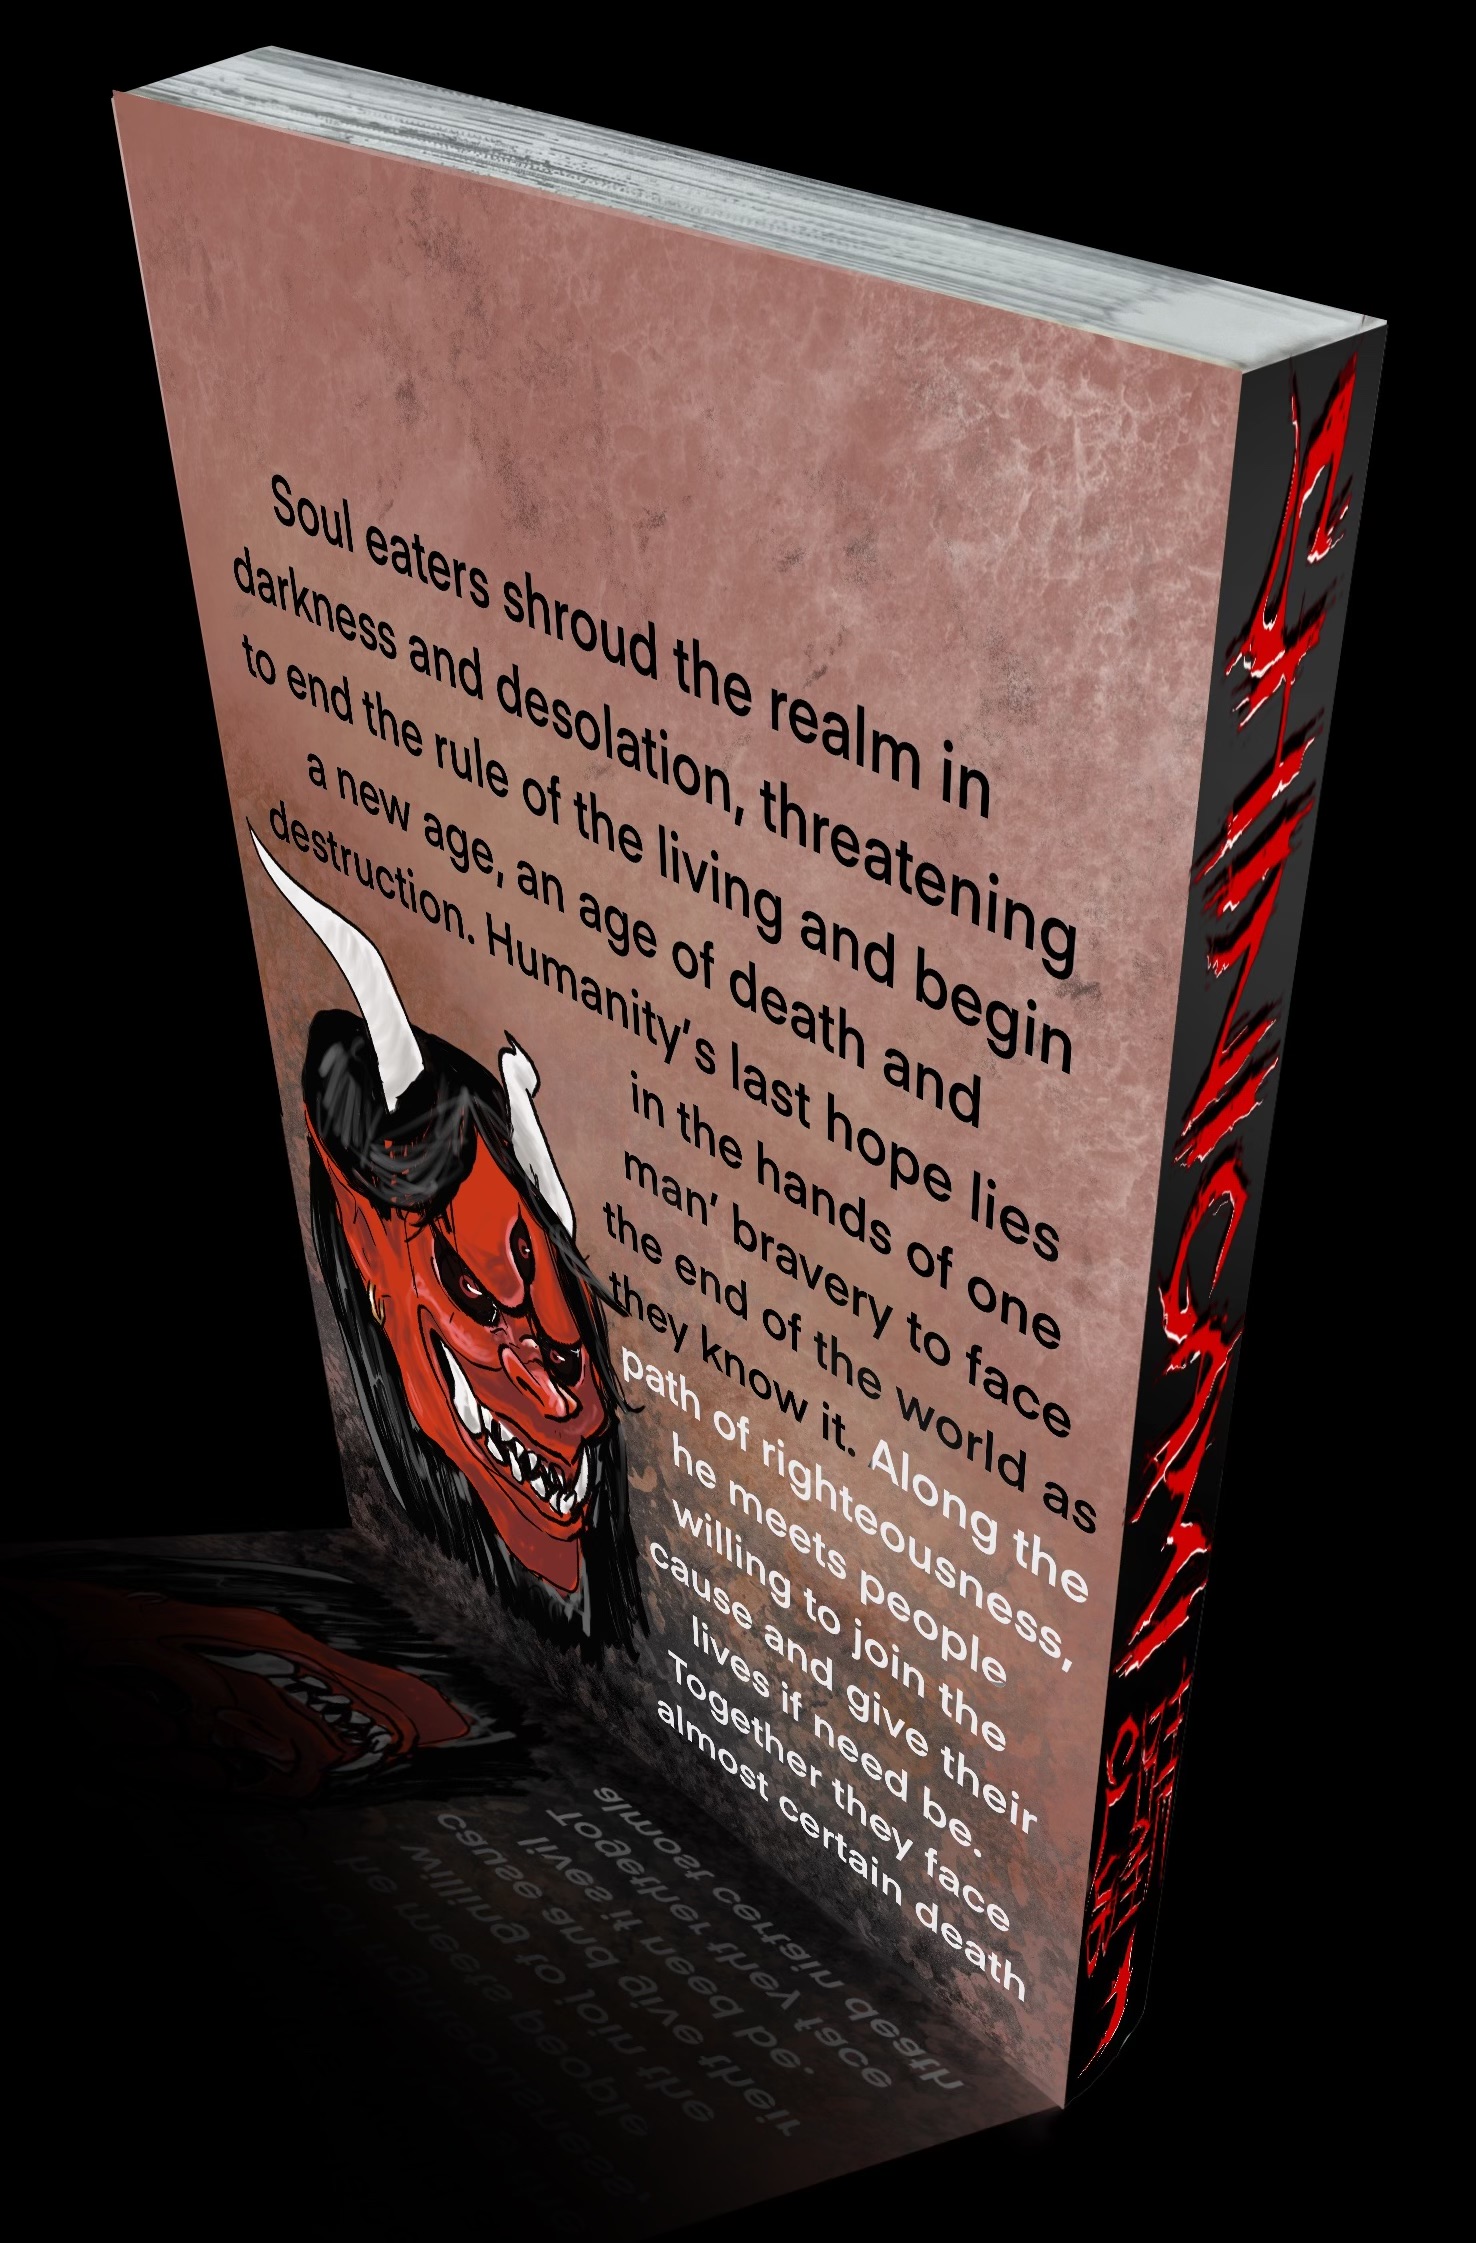 Soul eaters shroud the realm in
darkness and desolation, threatening
to end the rule of the living and begin
a new age, an age of death and
destruction. Humanity’s last hope lies
in the hands of one
man’ bravery to face
the end of the world as
they know it. Along the
path of righteousness,
he meets people
willing to join the
cause and give their
lives if need be.
Together they face
almost certain death